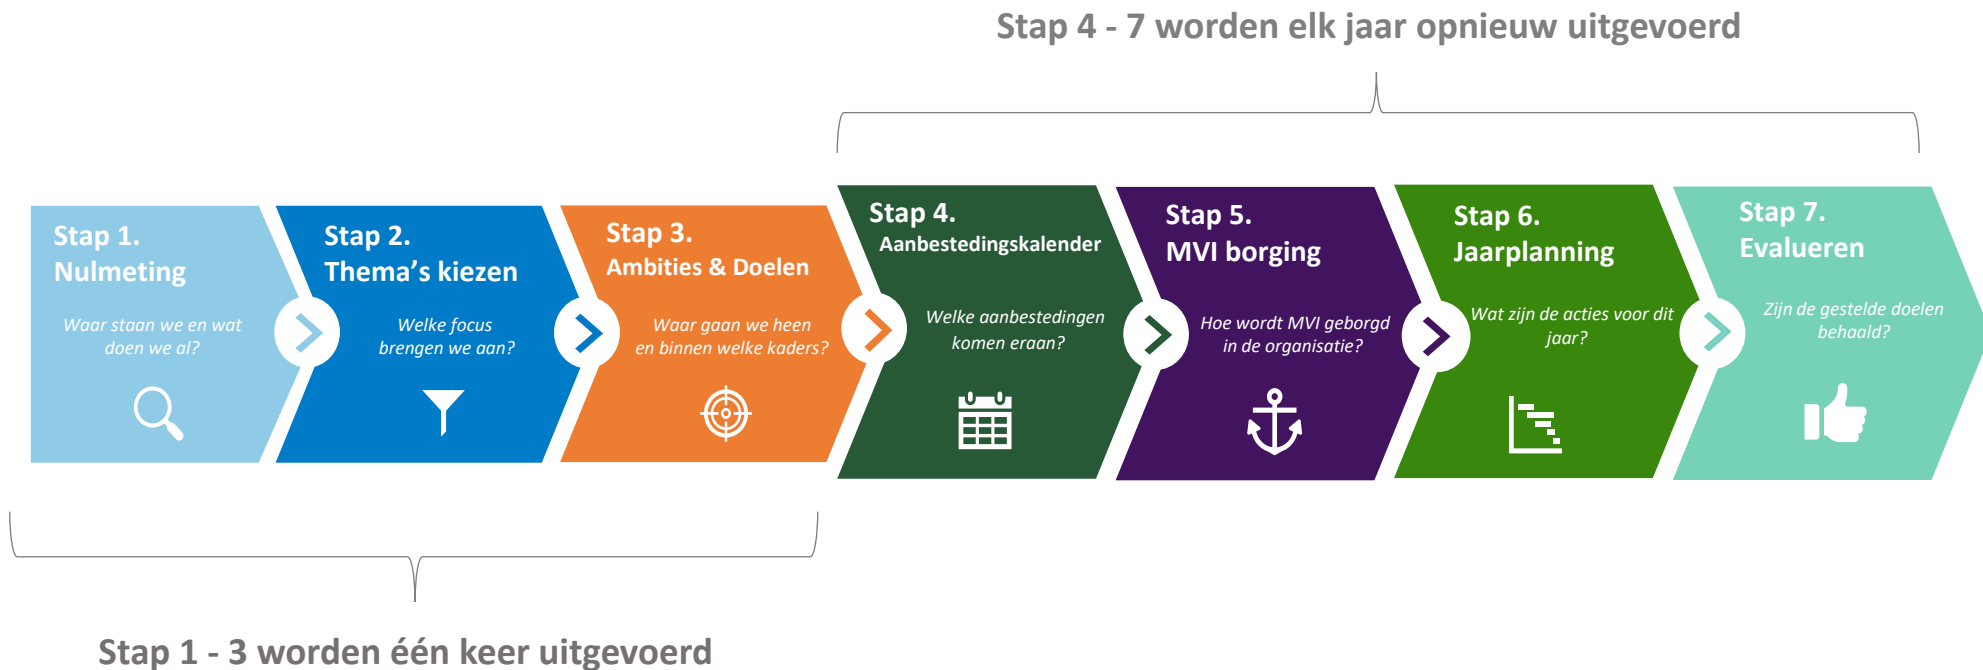 Stap 4 - 7 worden elk jaar opnieuw uitgevoerd
Stap 1.
Nulmeting
Waar staan we en wat
doen we al?
Stap 2.
Thema's kiezen
Welke focus
brengen we aan?
Stap 3.
Ambities & Doelen
Waar gaan we heen
en binnen welke kaders?
Stap 4.
Aanbestedingskalender
Welke aanbestedingen
komen eraan?
Stap 5.
MVI borging
Hoe wordt MVI geborgd
in de organisatie?
Stap 6.
Jaarplanning
Wat zijn de acties voor dit
jaar?
Stap 7.
Evalueren
Zijn de gestelde doelen
behaald?
Stap 1 - 3 worden één keer uitgevoerd